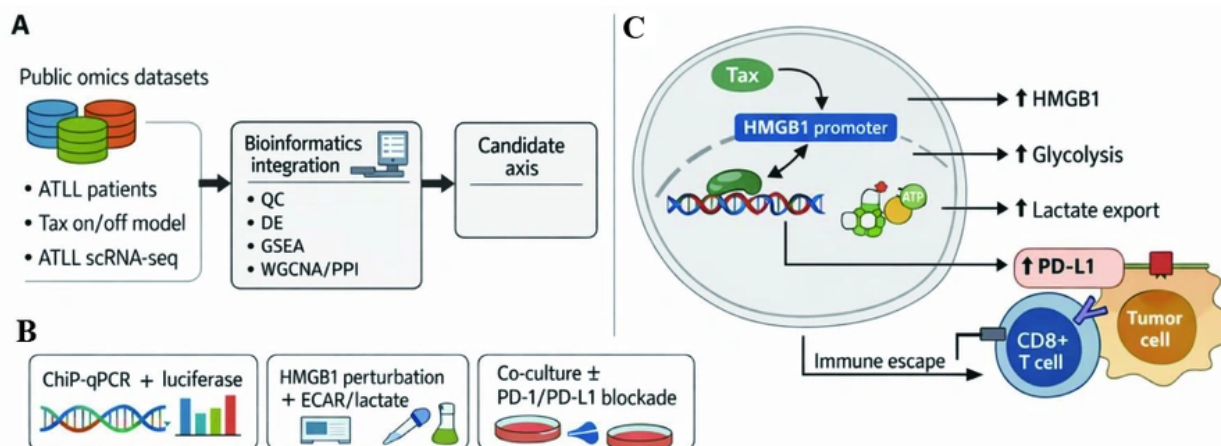 A
Public omics datasets
• ATLL patients
• Tax on/off model
• ATLL scRNA-seq
Bioinformatics
integration
• QC
• DE
• GSEA
• WGCNA/PPI
Candidate
axis
B
ChiP-qPCR + luciferase
HMGB1 perturbation
+ ECAR/lactate
Co-culture ±
PD-1/PD-L1 blockade
C
Tax
HMGB1 promoter
ATP
⬆ HMGB1
⬆ Glycolysis
⬆ Lactate export
⬆ PD-L1
Immune escape
CD8+
T cell
Tumor
cell